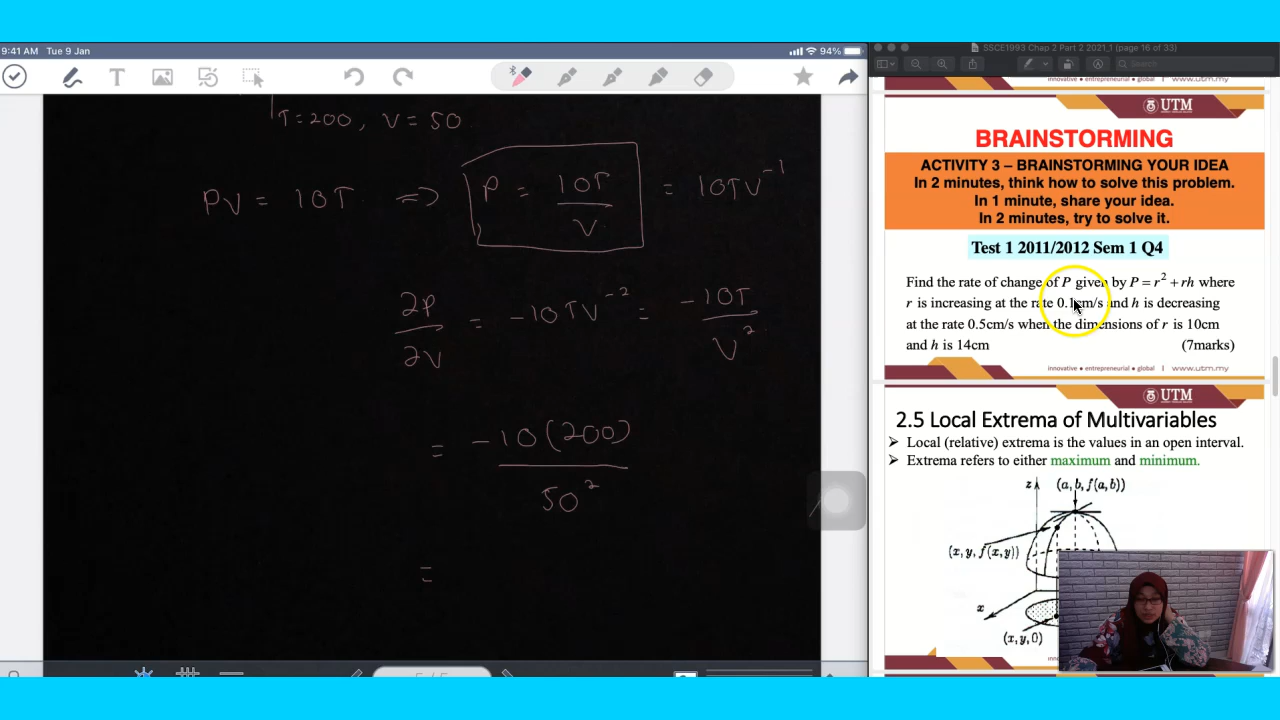 9:41 AM Tue 9 Jan
94%
T=200, V=50
PV = 10T => P = 10T / V = 10TV⁻¹
∂P / ∂V = -10TV⁻² = -10T / V²
= -10(200) / 50²
=
5/5
SSCE1993 Chap 2 Part 2 2021_1 (page 16 of 33)
Search
innovative ● entrepreneurial ● global | www.utm.my
UTM
BRAINSTORMING
ACTIVITY 3 – BRAINSTORMING YOUR IDEA
In 2 minutes, think how to solve this problem.
In 1 minute, share your idea.
In 2 minutes, try to solve it.
Test 1 2011/2012 Sem 1 Q4
Find the rate of change of P given by P = r² + rh where
r is increasing at the rate 0.1cm/s and h is decreasing
at the rate 0.5cm/s when the dimensions of r is 10cm
and h is 14cm (7marks)
innovative ● entrepreneurial ● global | www.utm.my
UTM
2.5 Local Extrema of Multivariables
➢ Local (relative) extrema is the values in an open interval.
➢ Extrema refers to either maximum and minimum.
z (a, b, f(a,b))
(x, y, f(x,y))
x
(x, y, 0)